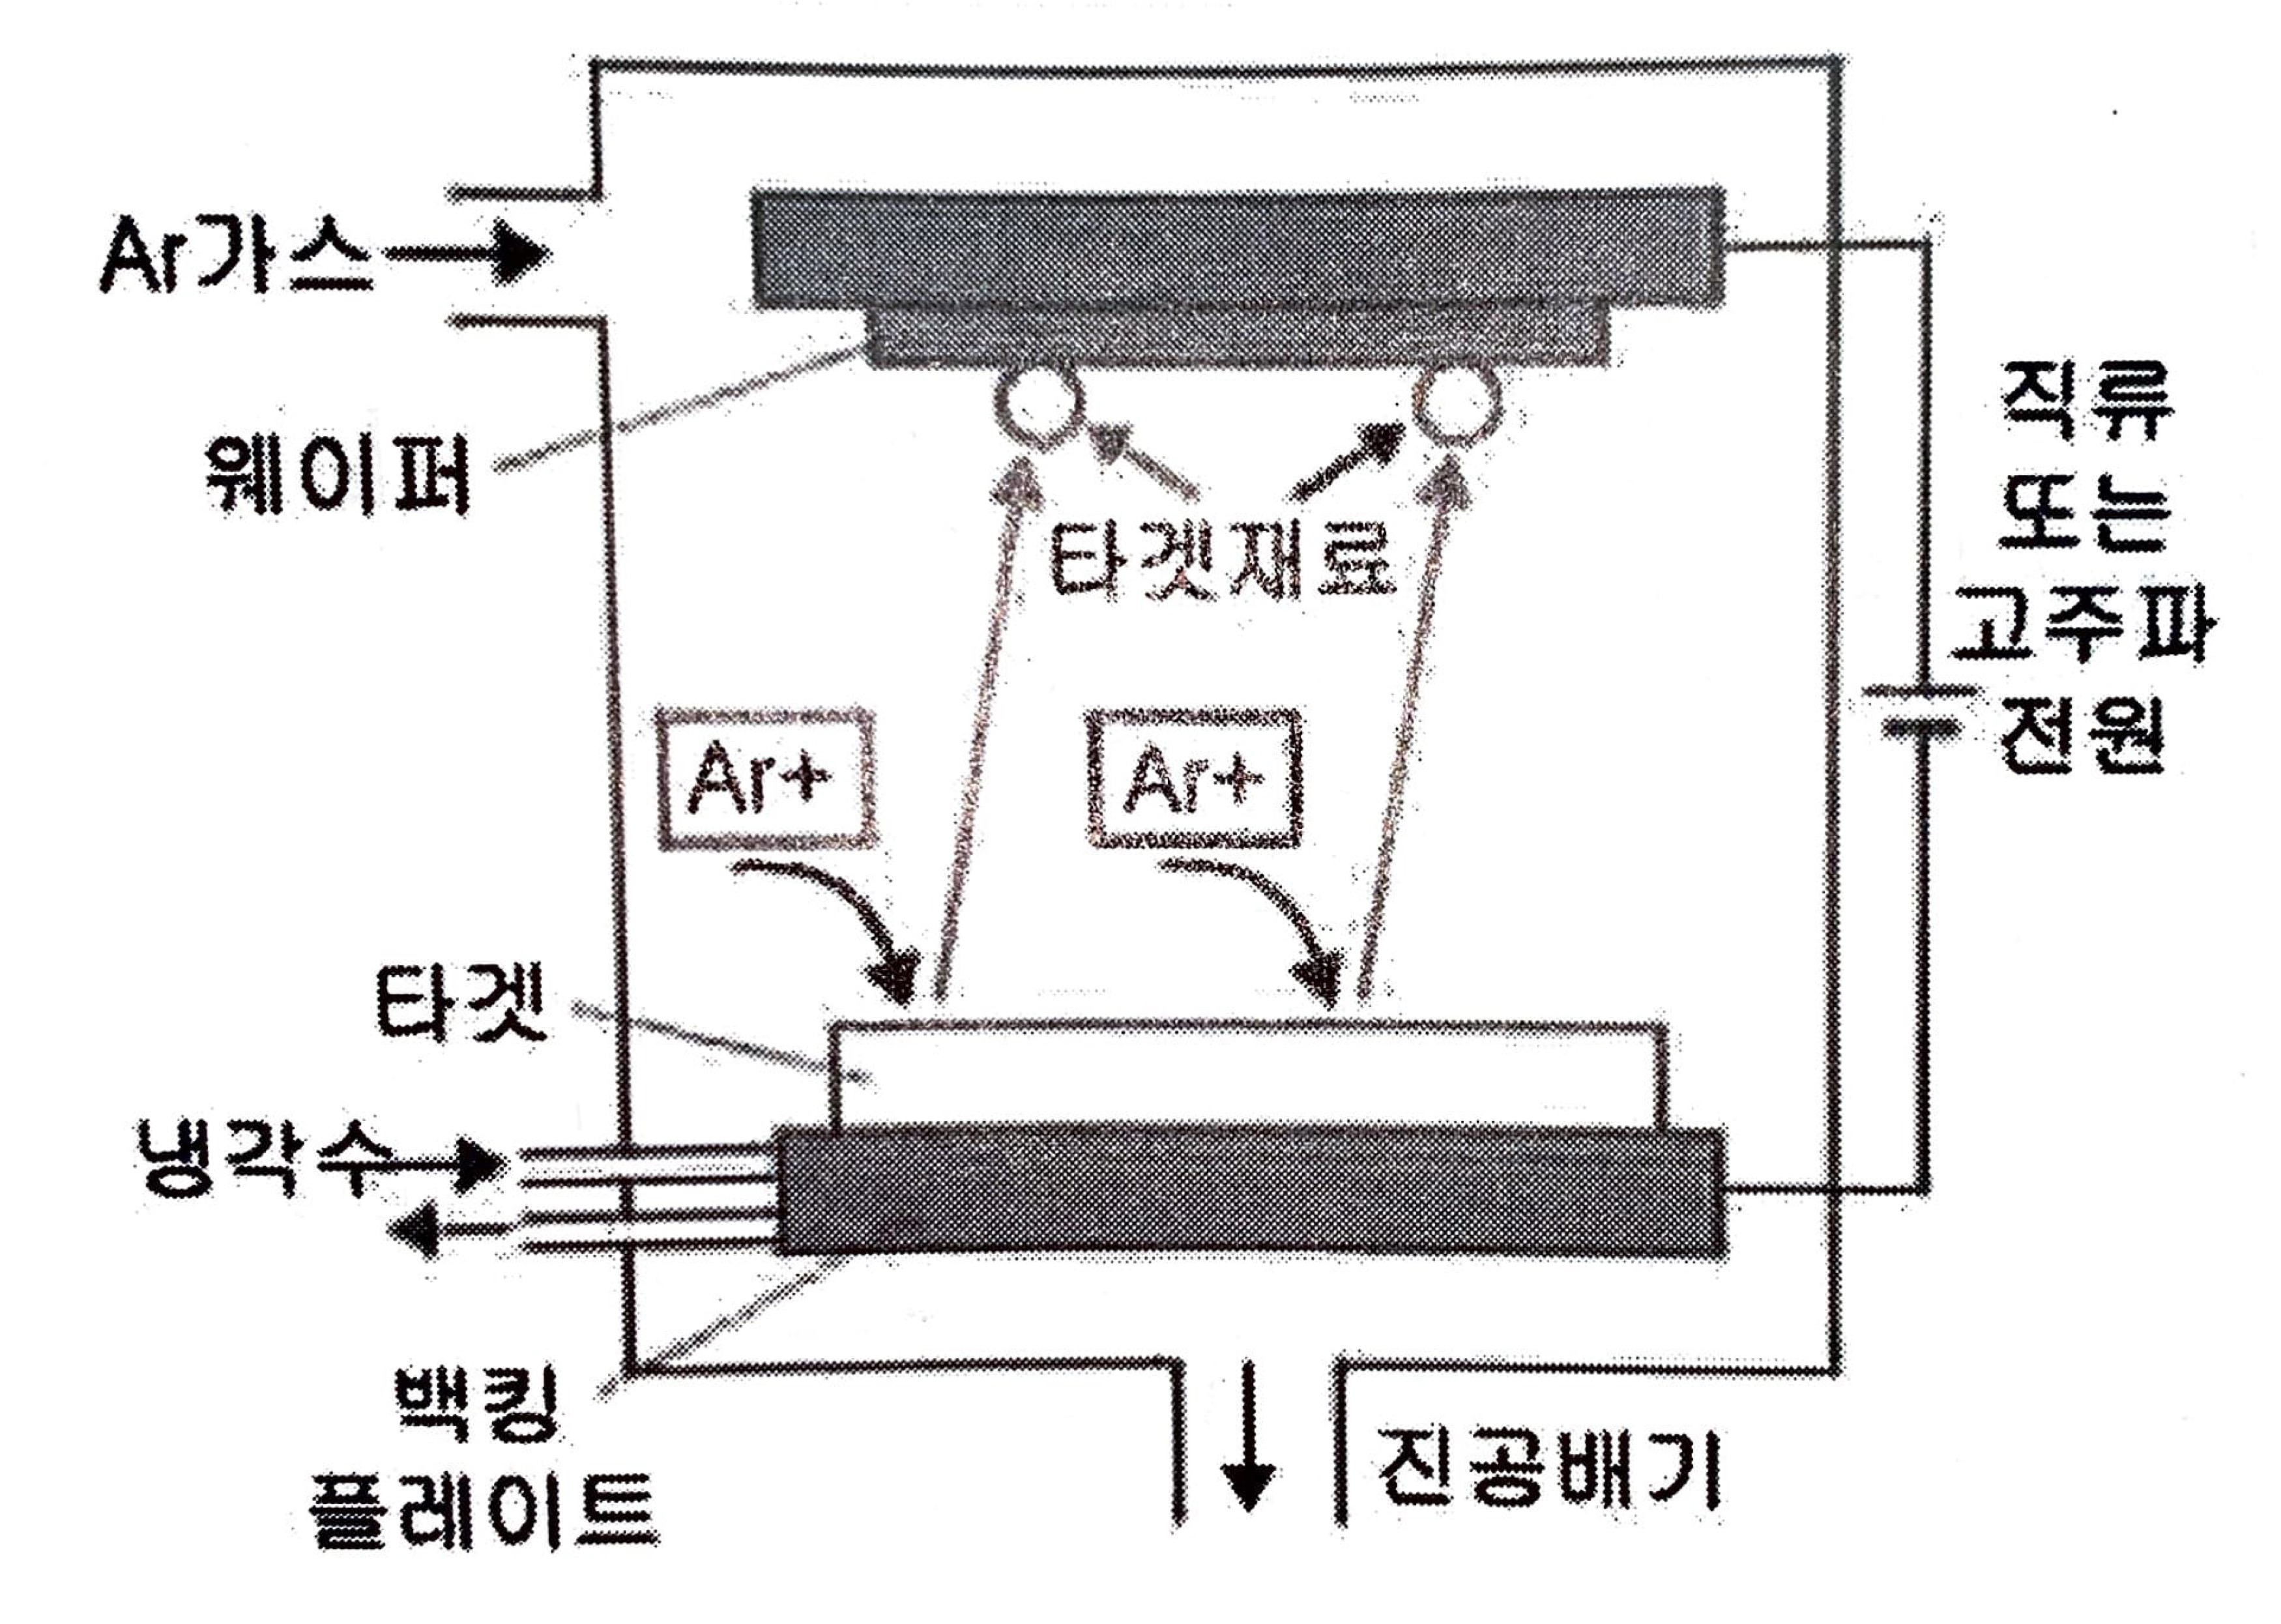 Ar가스
웨이퍼
타겟재료
직류
또는
고주파
전원
Ar+
Ar+
타겟
냉각수
백킹
플레이트
진공배기